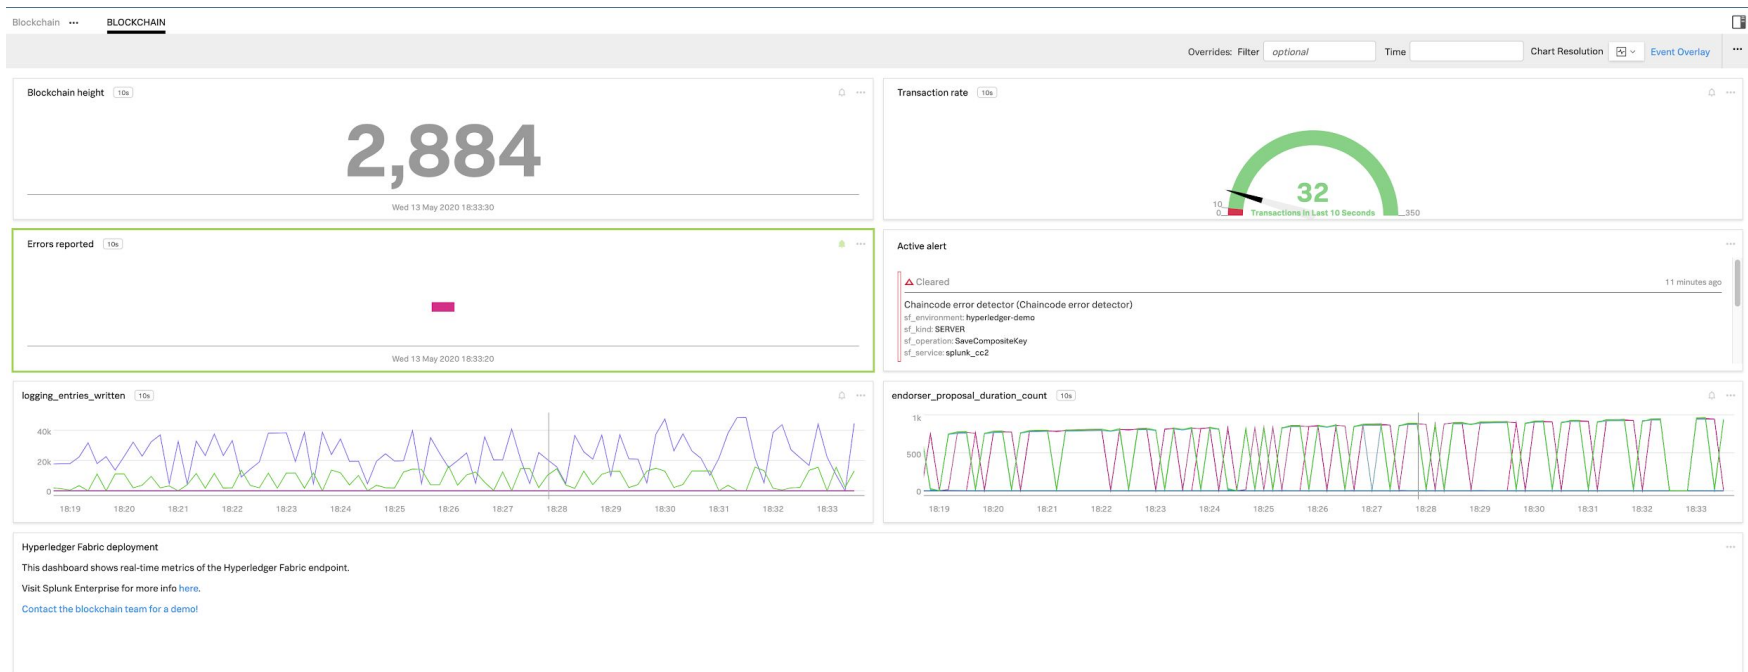 Blockchain ••• BLOCKCHAIN
Overrides: Filter optional Time Chart Resolution Event Overlay •••
Blockchain height 10s
2,884
Wed 13 May 2020 18:33:30
Transaction rate 10s
32
10
0 Transactions in Last 10 Seconds 350
Errors reported 10s
Wed 13 May 2020 18:33:20
Active alert
Cleared 11 minutes ago
Chaincode error detector (Chaincode error detector)
sf_environment: hyperledger-demo
sf_kind: SERVER
sf_operation: SaveCompositeKey
sf_service: splunk_cc2
logging_entries_written 10s
40k
20k
0
18:19 18:20 18:21 18:22 18:23 18:24 18:25 18:26 18:27 18:28 18:29 18:30 18:31 18:32 18:33
endorser_proposal_duration_count 10s
1k
500
0
18:19 18:20 18:21 18:22 18:23 18:24 18:25 18:26 18:27 18:28 18:29 18:30 18:31 18:32 18:33
Hyperledger Fabric deployment
This dashboard shows real-time metrics of the Hyperledger Fabric endpoint.
Visit Splunk Enterprise for more info here.
Contact the blockchain team for a demo!